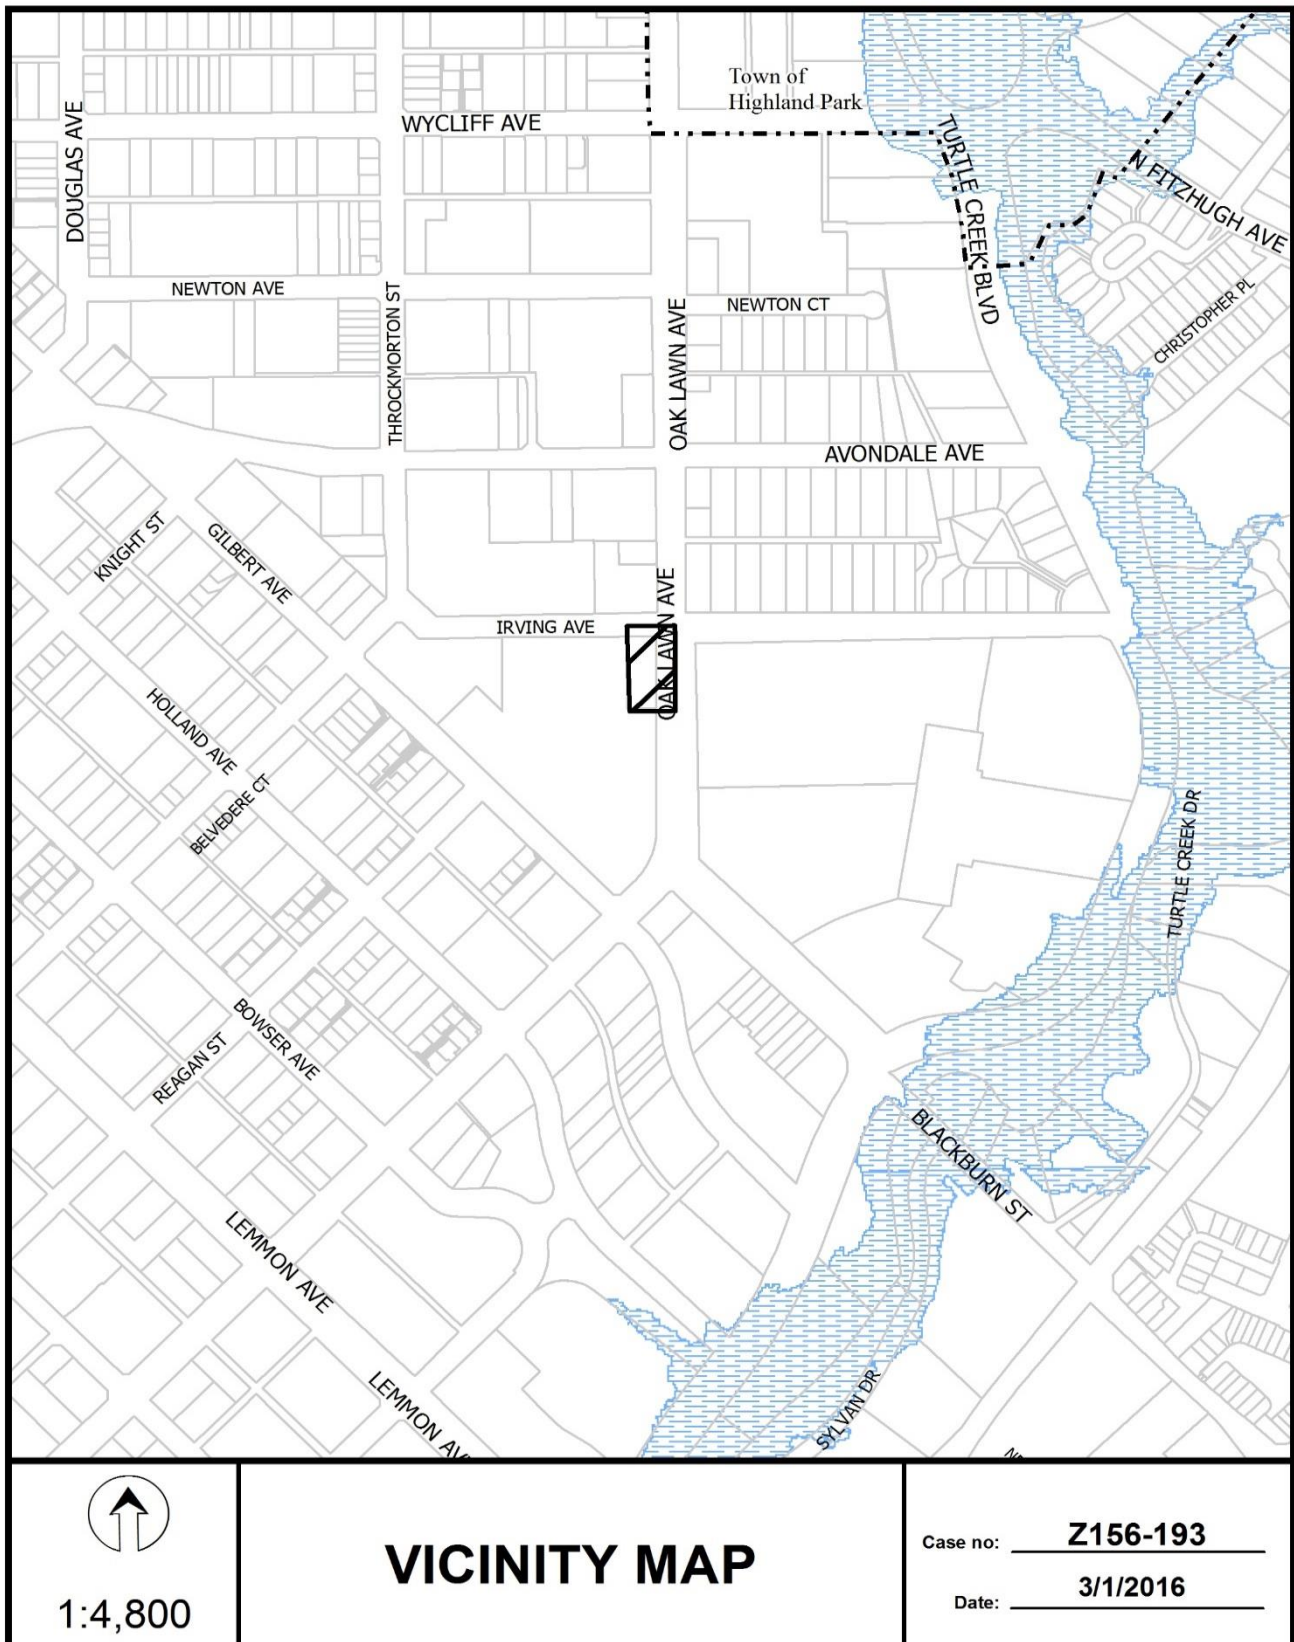 Town of
Highland Park
WYCLIFF AVE
DOUGLAS AVE
TURTLE CREEK BLVD
N FITZHUGH AVE
NEWTON AVE
THROCKMORTON ST
OAK LAWN AVE
NEWTON CT
CHRISTOPHER PL
AVONDALE AVE
KNIGHT ST
GILBERT AVE
OAK LAWN AVE
IRVING AVE
HOLLAND AVE
BELVEDERE CT
TURTLE CREEK DR
BOWSER AVE
REAGAN ST
BLACKBURN ST
LEMMON AVE
LEMMON AVE
SYLVAN DR
1:4,800
VICINITY MAP
Case no: Z156-193
Date: 3/1/2016